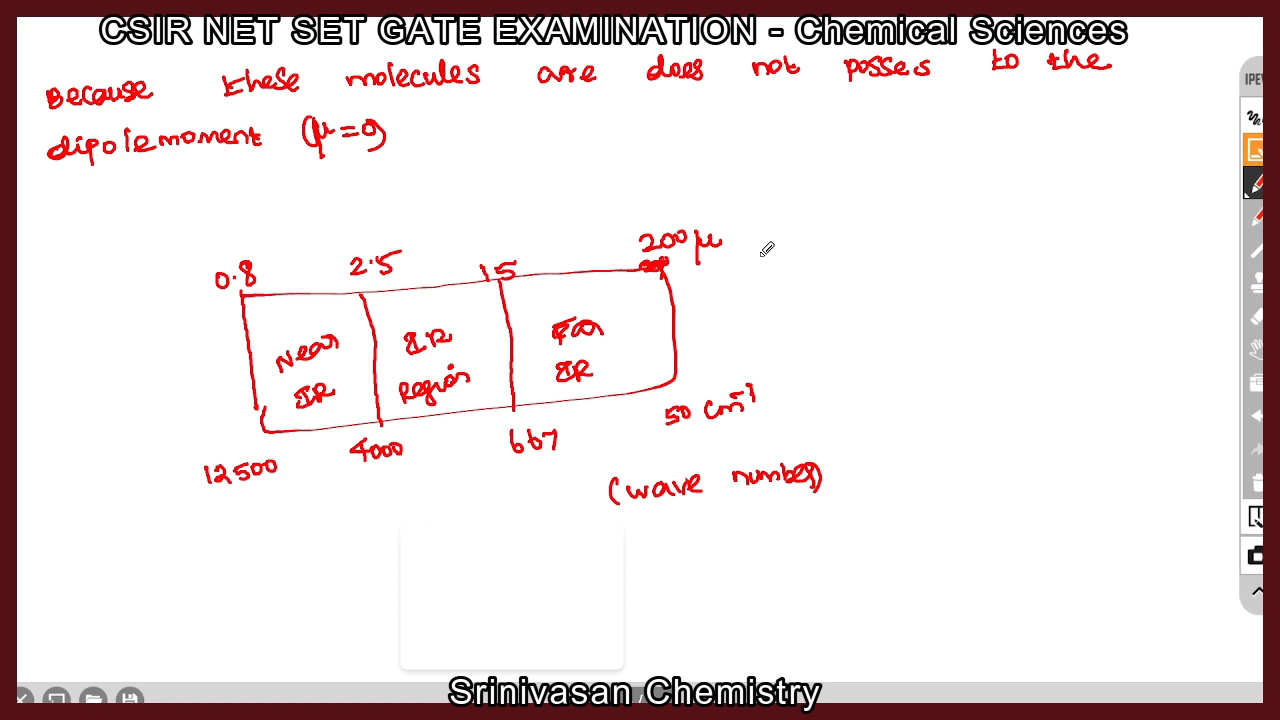 CSIR NET SET GATE EXAMINATION - Chemical Sciences
Because these molecules are does not posses to the
dipolemoment (μ=0)
0.8 2.5 15 200 μ
Near IR Far
IR Region IR
12500 4000 667 50 cm⁻¹
(wave number)
Srinivasan Chemistry